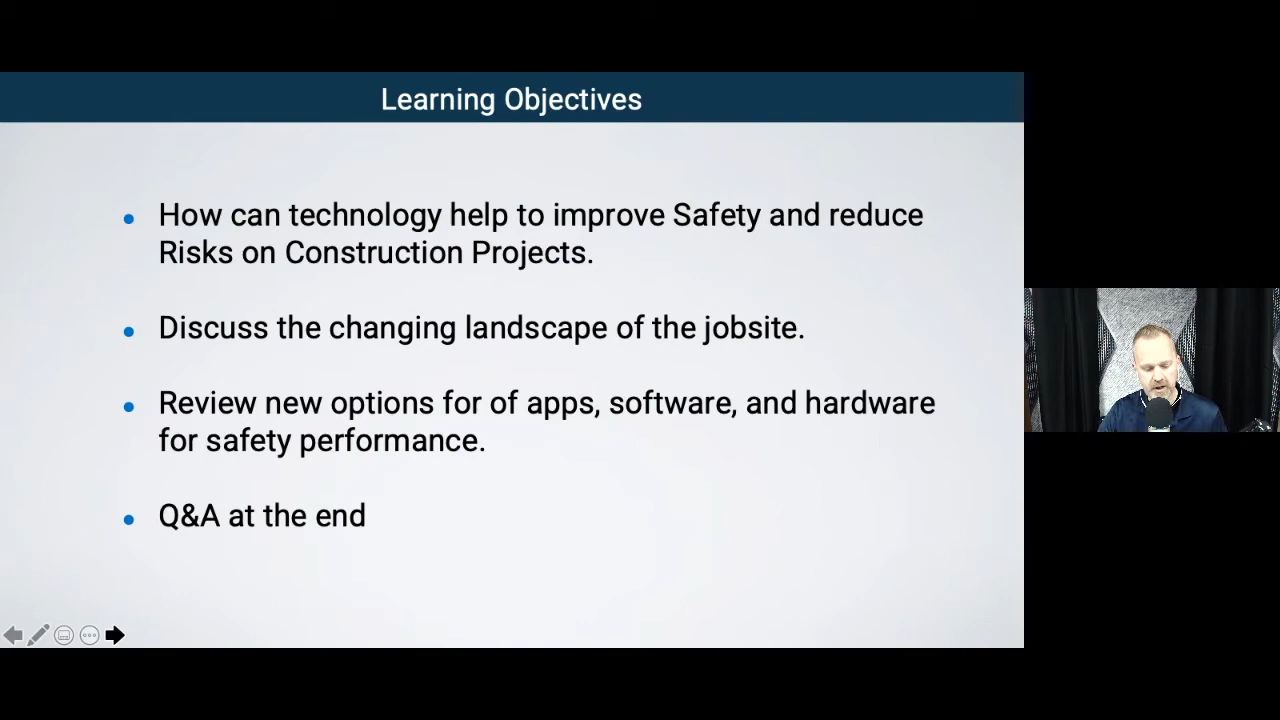 Learning Objectives
How can technology help to improve Safety and reduce
Risks on Construction Projects.
Discuss the changing landscape of the jobsite.
Review new options for of apps, software, and hardware
for safety performance.
Q&A at the end